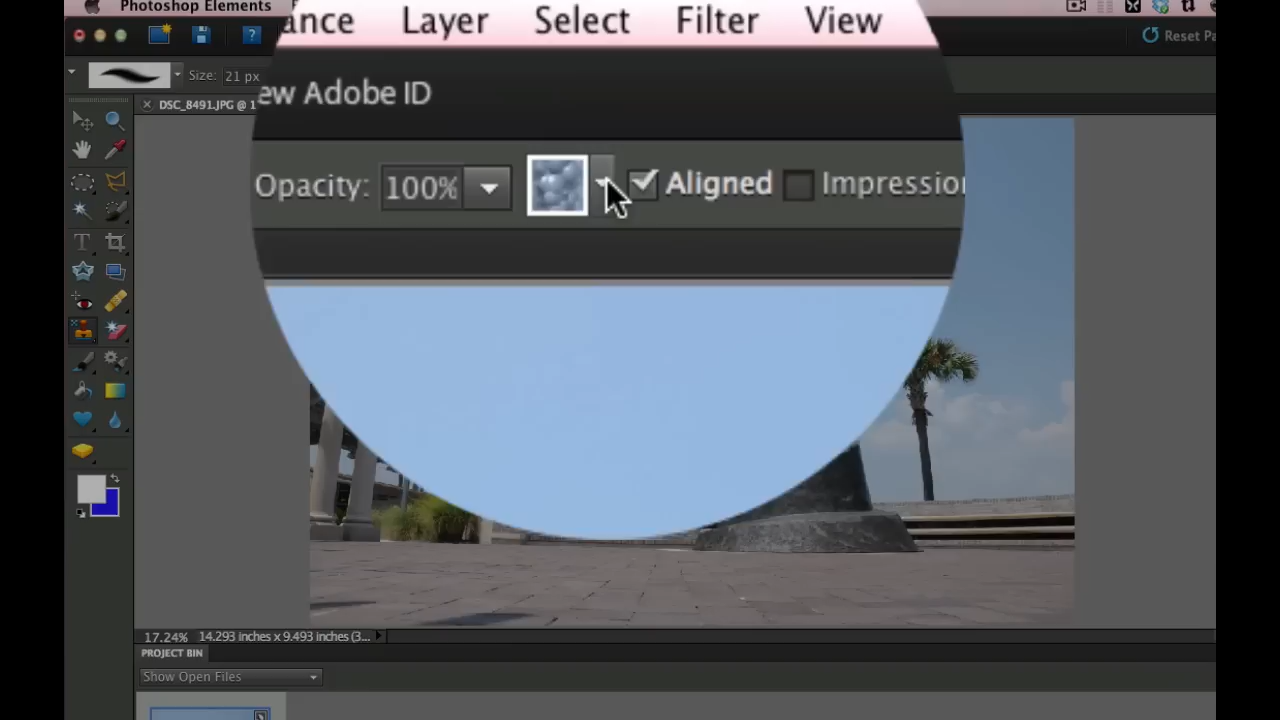 Photoshop Elements
ance Layer Select Filter View
Reset Pa
Size: 21 px
ew Adobe ID
DSC_8491.JPG @ 1
Opacity: 100% Aligned Impression
17.24% 14.293 inches x 9.493 inches (3...
PROJECT BIN
Show Open Files